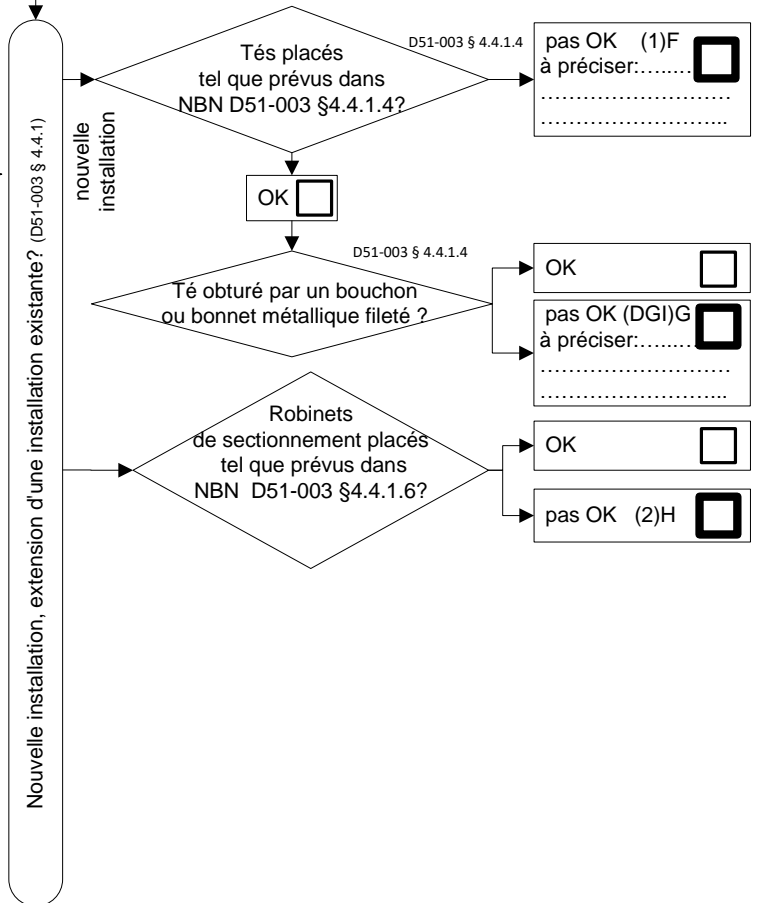 Nouvelle installation, extension d'une installation existante? (D51-003 § 4.4.1)
nouvelle
installation
Tés placés
tel que prévus dans
NBN D51-003 §4.4.1.4?
D51-003 § 4.4.1.4
pas OK (1)F
à préciser:.........
..............................
..............................
OK
Té obturé par un bouchon
ou bonnet métallique fileté ?
D51-003 § 4.4.1.4
OK
pas OK (DGI)G
à préciser:.........
..............................
..............................
Robinets
de sectionnement placés
tel que prévus dans
NBN D51-003 §4.4.1.6?
OK
pas OK (2)H